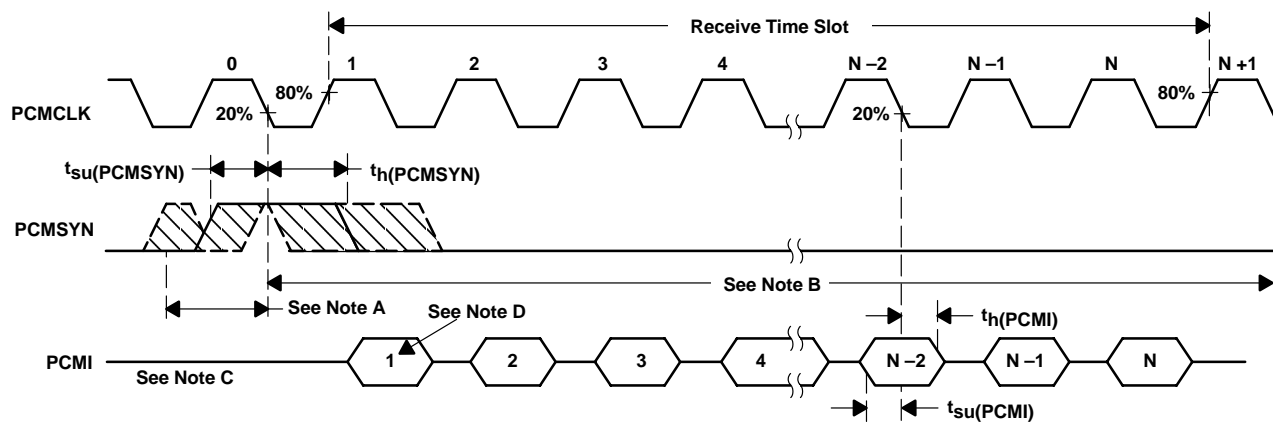 Receive Time Slot
0 1 2 3 4 N –2 N –1 N N +1
80% 80%
PCMCLK 20% 20%
tsu(PCMSYN) th(PCMSYN)
PCMSYN
See Note B
See Note A
See Note D th(PCMI)
PCMI 1 2 3 4 N –2 N –1 N
See Note C
tsu(PCMI)